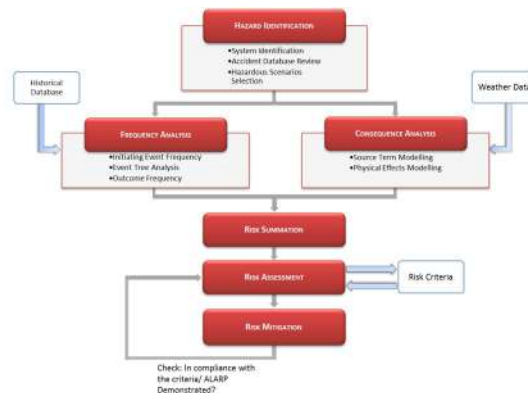 HAZARD IDENTIFICATION
•System Identification
•Accident Database Review
•Hazardous Scenarios
Selection
Historical
Database
Weather Data
FREQUENCY ANALYSIS
•Initiating Event Frequency
•Event Tree Analysis
•Outcome Frequency
CONSEQUENCE ANALYSIS
•Source Term Modelling
•Physical Effects Modelling
RISK SUMMATION
RISK ASSESSMENT
Risk Criteria
RISK MITIGATION
Check: In compliance with
the criteria/ ALARP
Demonstrated?